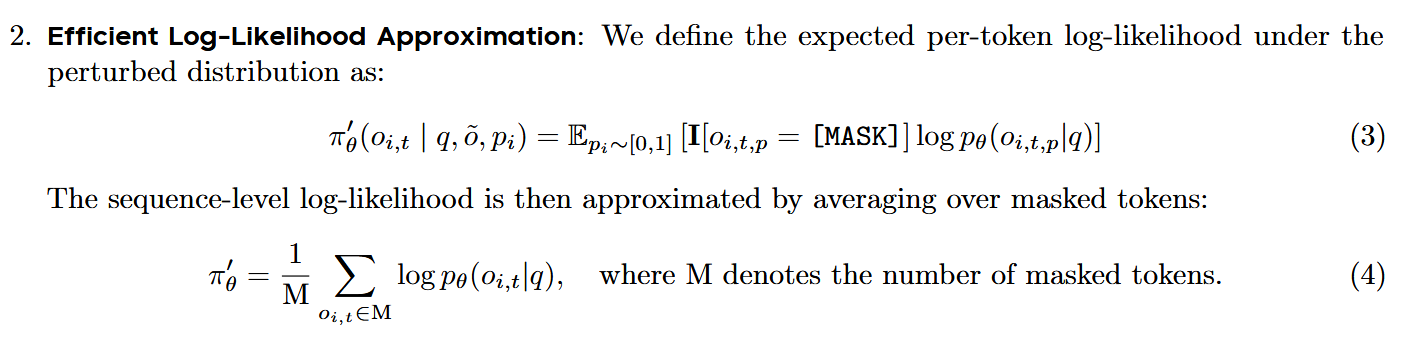 2. Efficient Log-Likelihood Approximation: We define the expected per-token log-likelihood under the
perturbed distribution as:
π′θ(oi,t | q, õ, pi) = 𝔼pi∼[0,1] [𝐈[oi,t,p = [MASK]] log pθ(oi,t,p|q)] (3)
The sequence-level log-likelihood is then approximated by averaging over masked tokens:
π′θ = 1/M ∑oi,t∈M log pθ(oi,t|q), where M denotes the number of masked tokens. (4)